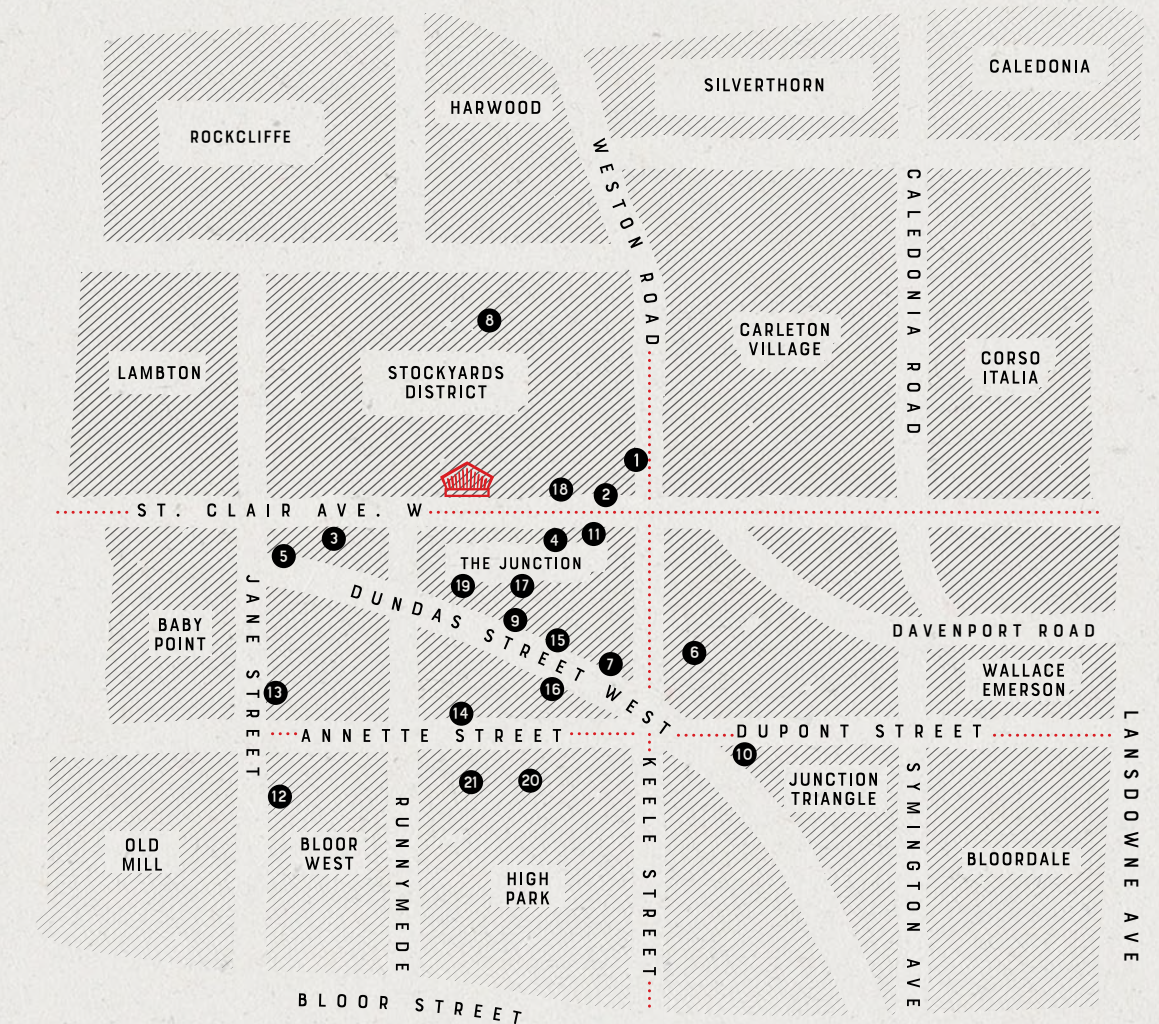 CALEDONIA
SILVERTHORN
HARWOOD
ROCKCLIFFE
WESTON ROAD
CALEDONIA ROAD
8
CARLETON
VILLAGE
CORSO
ITALIA
LAMBTON
STOCKYARDS
DISTRICT
1
18
2
ST. CLAIR AVE. W
3
4
11
5
THE JUNCTION
19
17
DUNDAS STREET WEST
9
15
7
6
16
JANE STREET
BABY
POINT
DAVENPORT ROAD
WALLACE
EMERSON
13
14
ANNETTE STREET
DUPONT STREET
10
21
20
12
JUNCTION
TRIANGLE
OLD
MILL
BLOOR
WEST
RUNNYMEDE
HIGH
PARK
KEELE STREET
SYMINGTON AVE
BLOORDALE
LANSDOWNE AVE
BLOOR STREET